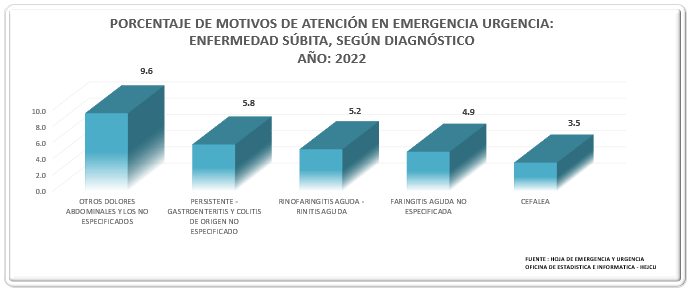 PORCENTAJE DE MOTIVOS DE ATENCIÓN EN EMERGENCIA URGENCIA:
ENFERMEDAD SÚBITA, SEGÚN DIAGNÓSTICO
AÑO: 2022
9.6
5.8
5.2
4.9
3.5
10.0
8.0
6.0
4.0
2.0
0.0
OTROS DOLORES
ABDOMINALES Y LOS NO
ESPECIFICADOS
PERSISTENTE -
GASTROENTERITIS Y COLITIS
DE ORIGEN NO
ESPECIFICADO
RINOFARINGITIS AGUDA -
RINITIS AGUDA
FARINGITIS AGUDA NO
ESPECIFICADA
CEFALEA
FUENTE : HOJA DE EMERGENCIA Y URGENCIA
OFICINA DE ESTADISTICA E INFORMATICA - HEJCU